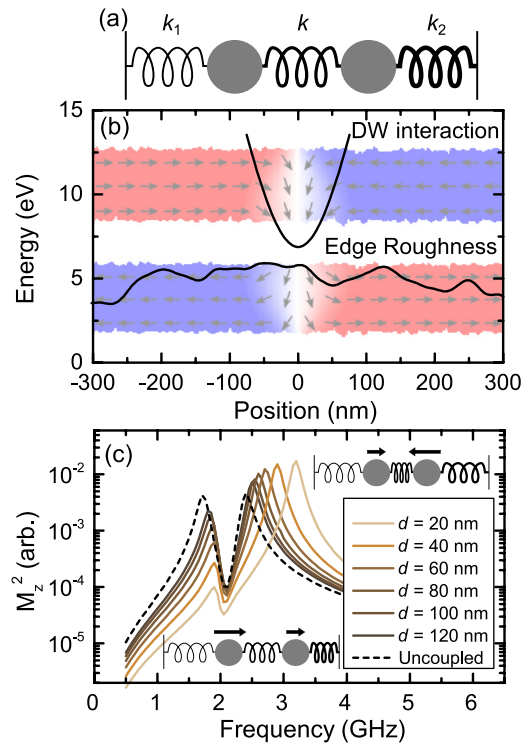 (a)
k₁ k k₂
(b)
DW interaction
Edge Roughness
Energy (eV)
15
10
5
0
-300 -200 -100 0 100 200 300
Position (nm)
(c)
M_z² (arb.)
10⁻²
10⁻³
10⁻⁴
10⁻⁵
d = 20 nm
d = 40 nm
d = 60 nm
d = 80 nm
d = 100 nm
d = 120 nm
Uncoupled
0 1 2 3 4 5 6
Frequency (GHz)